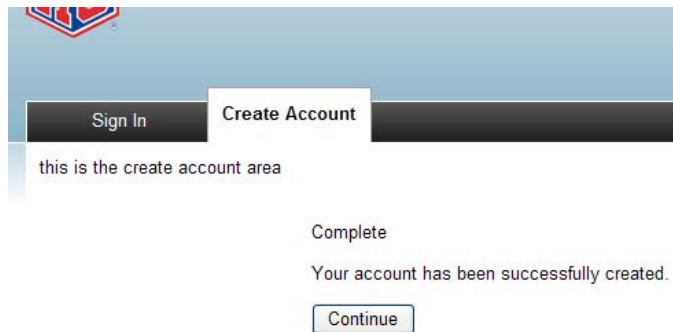 Sign In
Create Account
this is the create account area
Complete
Your account has been successfully created.
Continue